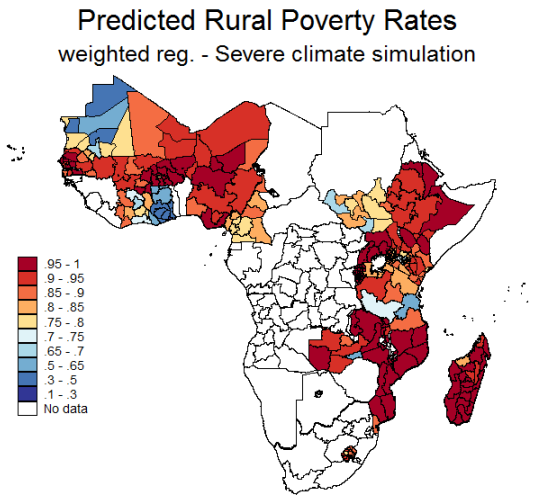 Predicted Rural Poverty Rates
weighted reg. - Severe climate simulation
.95 - 1
.9 - .95
.85 - .9
.8 - .85
.75 - .8
.7 - .75
.65 - .7
.5 - .65
.3 - .5
.1 - .3
No data